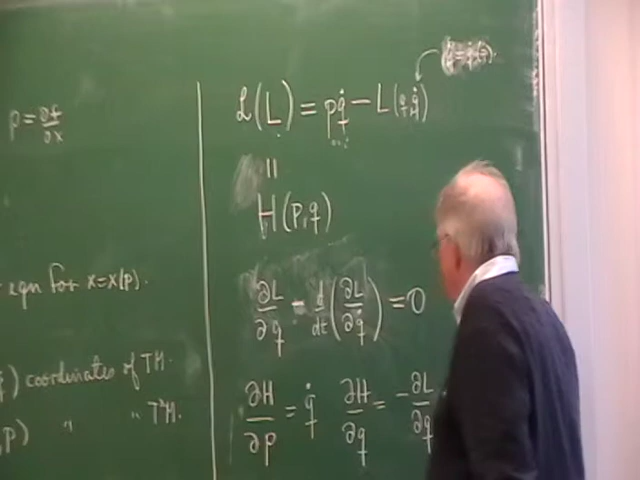 p = ∂f/∂x
eqn for x = x(p).
) coordinates of TM.
, p) " " T*M.
ℒ(L) = pq̇ − L(q, q̇)
||
H(p, q)
∂L/∂q − d/dt(∂L/∂q̇) = 0
∂H/∂p = q̇ ∂H/∂q = −∂L/∂q